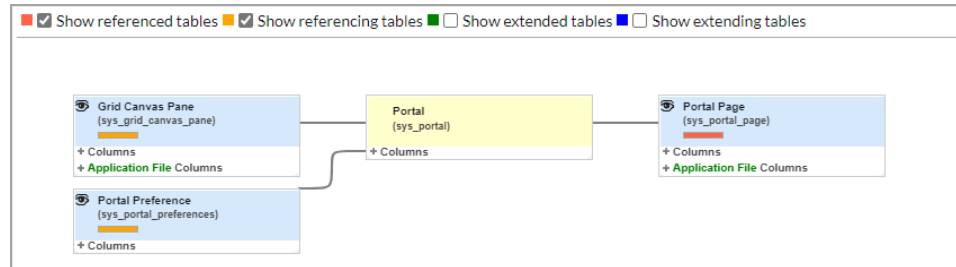 Show referenced tables Show referencing tables Show extended tables Show extending tables
Grid Canvas Pane
(sys_grid_canvas_pane)
+ Columns
+ Application File Columns
Portal
(sys_portal)
+ Columns
Portal Page
(sys_portal_page)
+ Columns
+ Application File Columns
Portal Preference
(sys_portal_preferences)
+ Columns